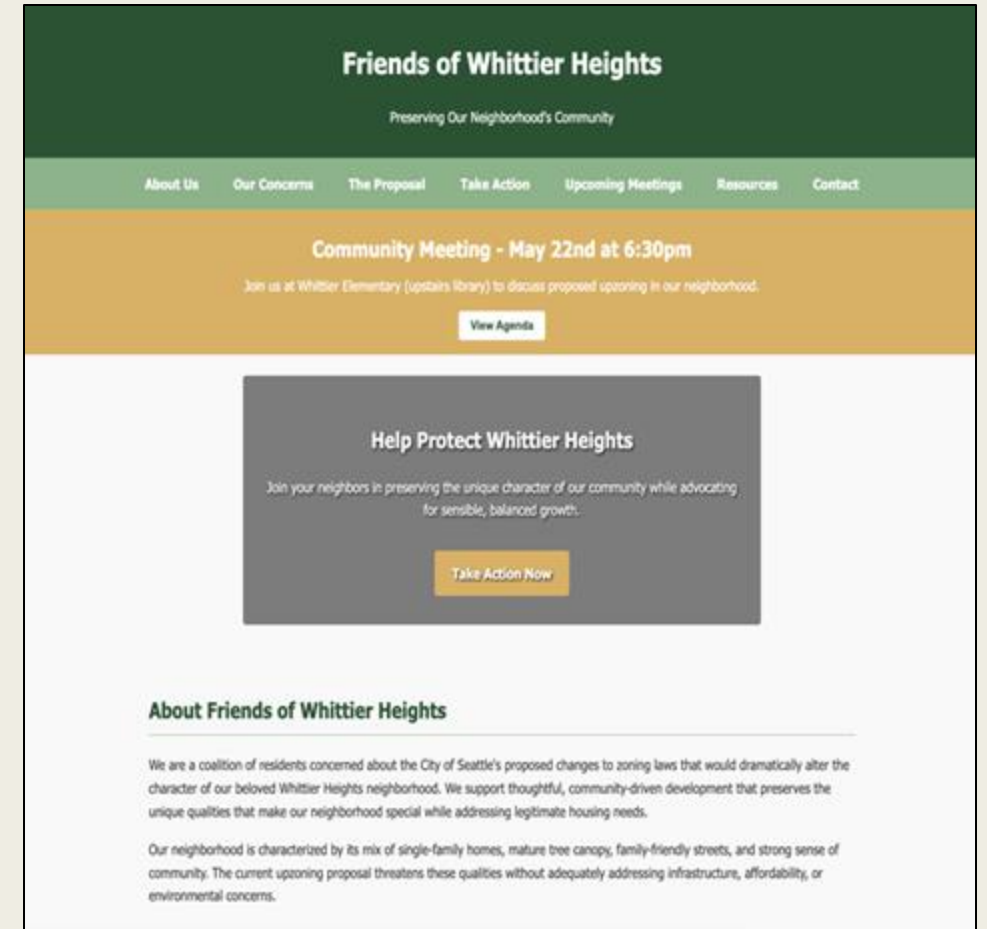 Friends of Whittier Heights
Preserving Our Neighborhood's Community
About Us Our Concerns The Proposal Take Action Upcoming Meetings Resources Contact
Community Meeting - May 22nd at 6:30pm
Join us at Whittier Elementary (upstairs library) to discuss proposed upzoning in our neighborhood.
View Agenda
Help Protect Whittier Heights
Join your neighbors in preserving the unique character of our community while advocating
for sensible, balanced growth.
Take Action Now
About Friends of Whittier Heights
We are a coalition of residents concerned about the City of Seattle's proposed changes to zoning laws that would dramatically alter the
character of our beloved Whittier Heights neighborhood. We support thoughtful, community-driven development that preserves the
unique qualities that make our neighborhood special while addressing legitimate housing needs.
Our neighborhood is characterized by its mix of single-family homes, mature tree canopy, family-friendly streets, and strong sense of
community. The current upzoning proposal threatens these qualities without adequately addressing infrastructure, affordability, or
environmental concerns.